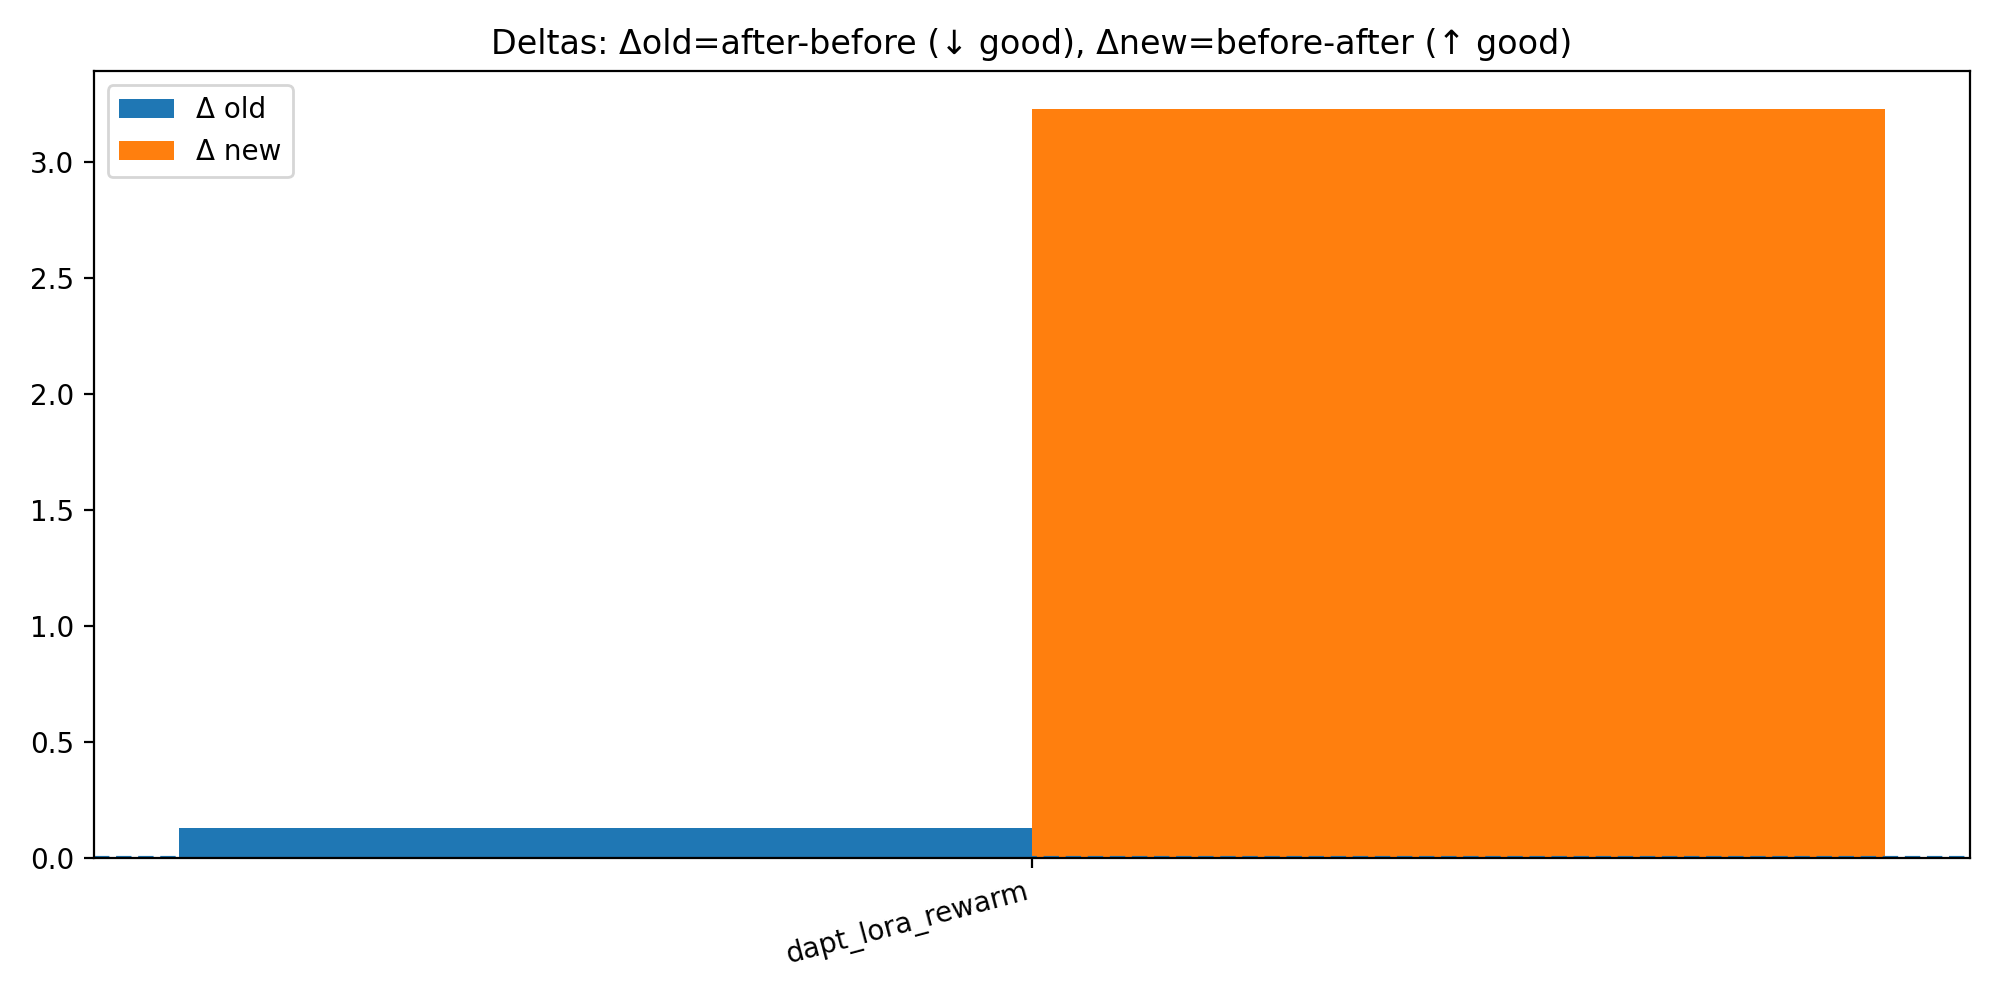 Deltas: Δold=after-before (↓ good), Δnew=before-after (↑ good)
Δ old
Δ new
3.0
2.5
2.0
1.5
1.0
0.5
0.0
dapt_lora_rewarm